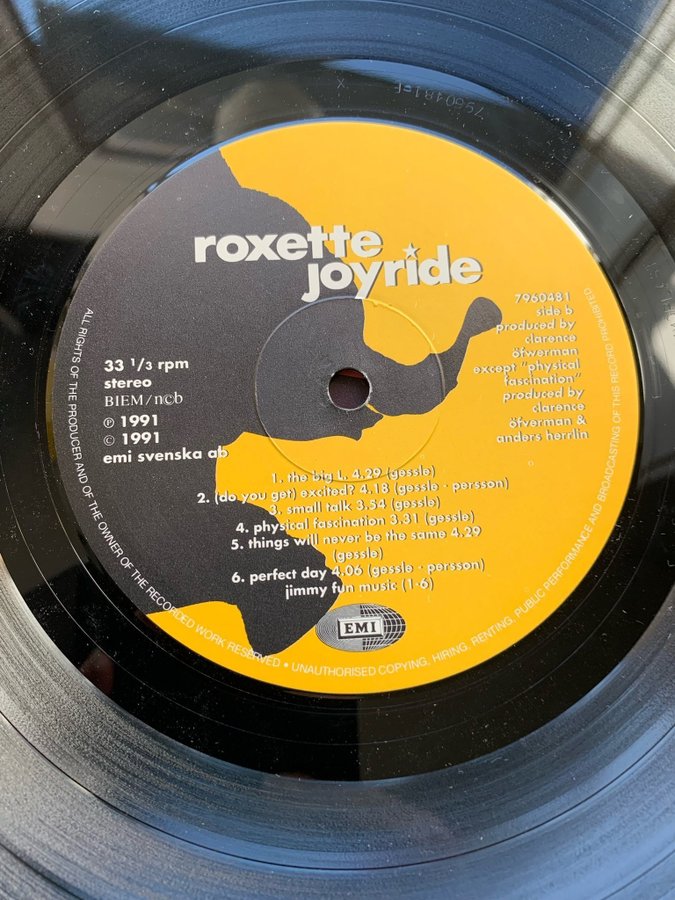 7960481-F
roxette
joyride
7960481
side b
produced by
clarence
öfwerman
except "physical
fascination"
produced by
clarence
öfwerman &
anders herrlin
33 1/3 rpm
stereo
BIEM/n©b
℗ 1991
© 1991
emi svenska ab
1. the big L. 4.29 (gessle)
2. (do you get) excited? 4.18 (gessle · persson)
3. small talk 3.54 (gessle)
4. physical fascination 3.31 (gessle)
5. things will never be the same 4.29
(gessle)
6. perfect day 4.06 (gessle · persson)
jimmy fun music (1-6)
EMI
ALL RIGHTS OF THE PRODUCER AND OF THE OWNER OF THE RECORDED WORK RESERVED • UNAUTHORISED COPYING, HIRING, RENTING, PUBLIC PERFORMANCE AND BROADCASTING OF THIS RECORD PROHIBITED